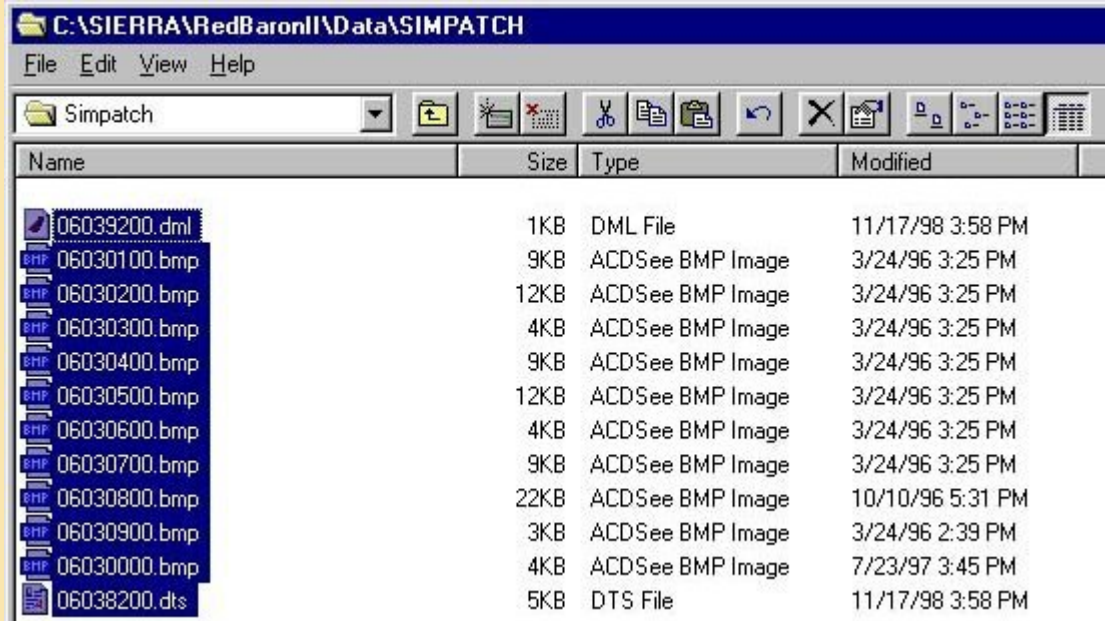 C:\SIERRA\RedBaronII\Data\SIMPATCH
File Edit View Help
Simpatch
Name Size Type Modified
06039200.dml 1KB DML File 11/17/98 3:58 PM
06030100.bmp 9KB ACDSee BMP Image 3/24/96 3:25 PM
06030200.bmp 12KB ACDSee BMP Image 3/24/96 3:25 PM
06030300.bmp 4KB ACDSee BMP Image 3/24/96 3:25 PM
06030400.bmp 9KB ACDSee BMP Image 3/24/96 3:25 PM
06030500.bmp 12KB ACDSee BMP Image 3/24/96 3:25 PM
06030600.bmp 4KB ACDSee BMP Image 3/24/96 3:25 PM
06030700.bmp 9KB ACDSee BMP Image 3/24/96 3:25 PM
06030800.bmp 22KB ACDSee BMP Image 10/10/96 5:31 PM
06030900.bmp 3KB ACDSee BMP Image 3/24/96 2:39 PM
06030000.bmp 4KB ACDSee BMP Image 7/23/97 3:45 PM
06038200.dts 5KB DTS File 11/17/98 3:58 PM